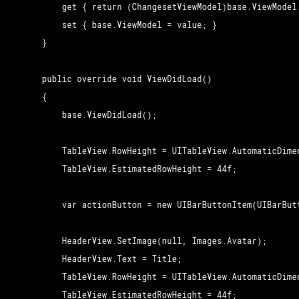 get { return (ChangesetViewModel)base.ViewModel
set { base.ViewModel = value; }
}
public override void ViewDidLoad()
{
base.ViewDidLoad();
TableView.RowHeight = UITableView.AutomaticDimen
TableView.EstimatedRowHeight = 44f;
var actionButton = new UIBarButtonItem(UIBarButt
HeaderView.SetImage(null, Images.Avatar);
HeaderView.Text = Title;
TableView.RowHeight = UITableView.AutomaticDimen
TableView.EstimatedRowHeight = 44f;